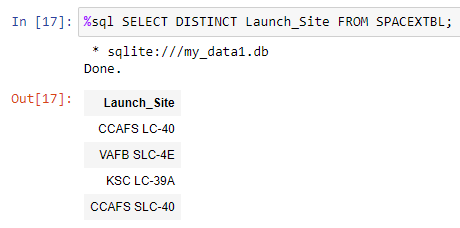 In [17]: %sql SELECT DISTINCT Launch_Site FROM SPACEXTBL;
* sqlite:///my_data1.db
Done.
Out[17]:
Launch_Site
CCAFS LC-40
VAFB SLC-4E
KSC LC-39A
CCAFS SLC-40